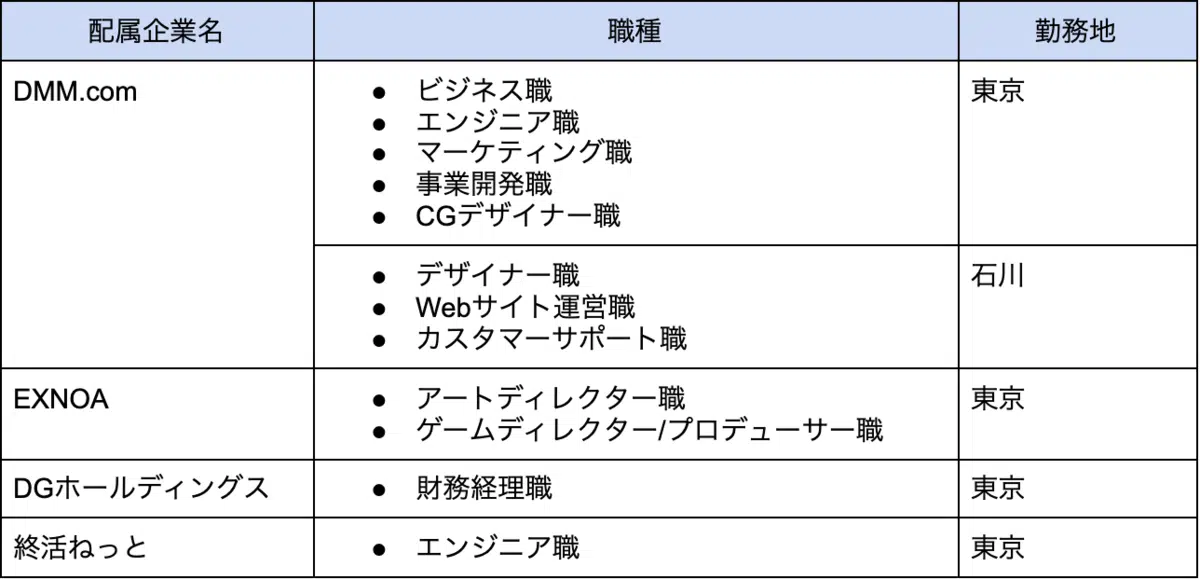 配属企業名 職種 勤務地
DMM.com
● ビジネス職
● エンジニア職
● マーケティング職
● 事業開発職
● CGデザイナー職
東京
● デザイナー職
● Webサイト運営職
● カスタマーサポート職
石川
EXNOA
● アートディレクター職
● ゲームディレクター/プロデューサー職
東京
DGホールディングス
● 財務経理職
東京
終活ねっと
● エンジニア職
東京